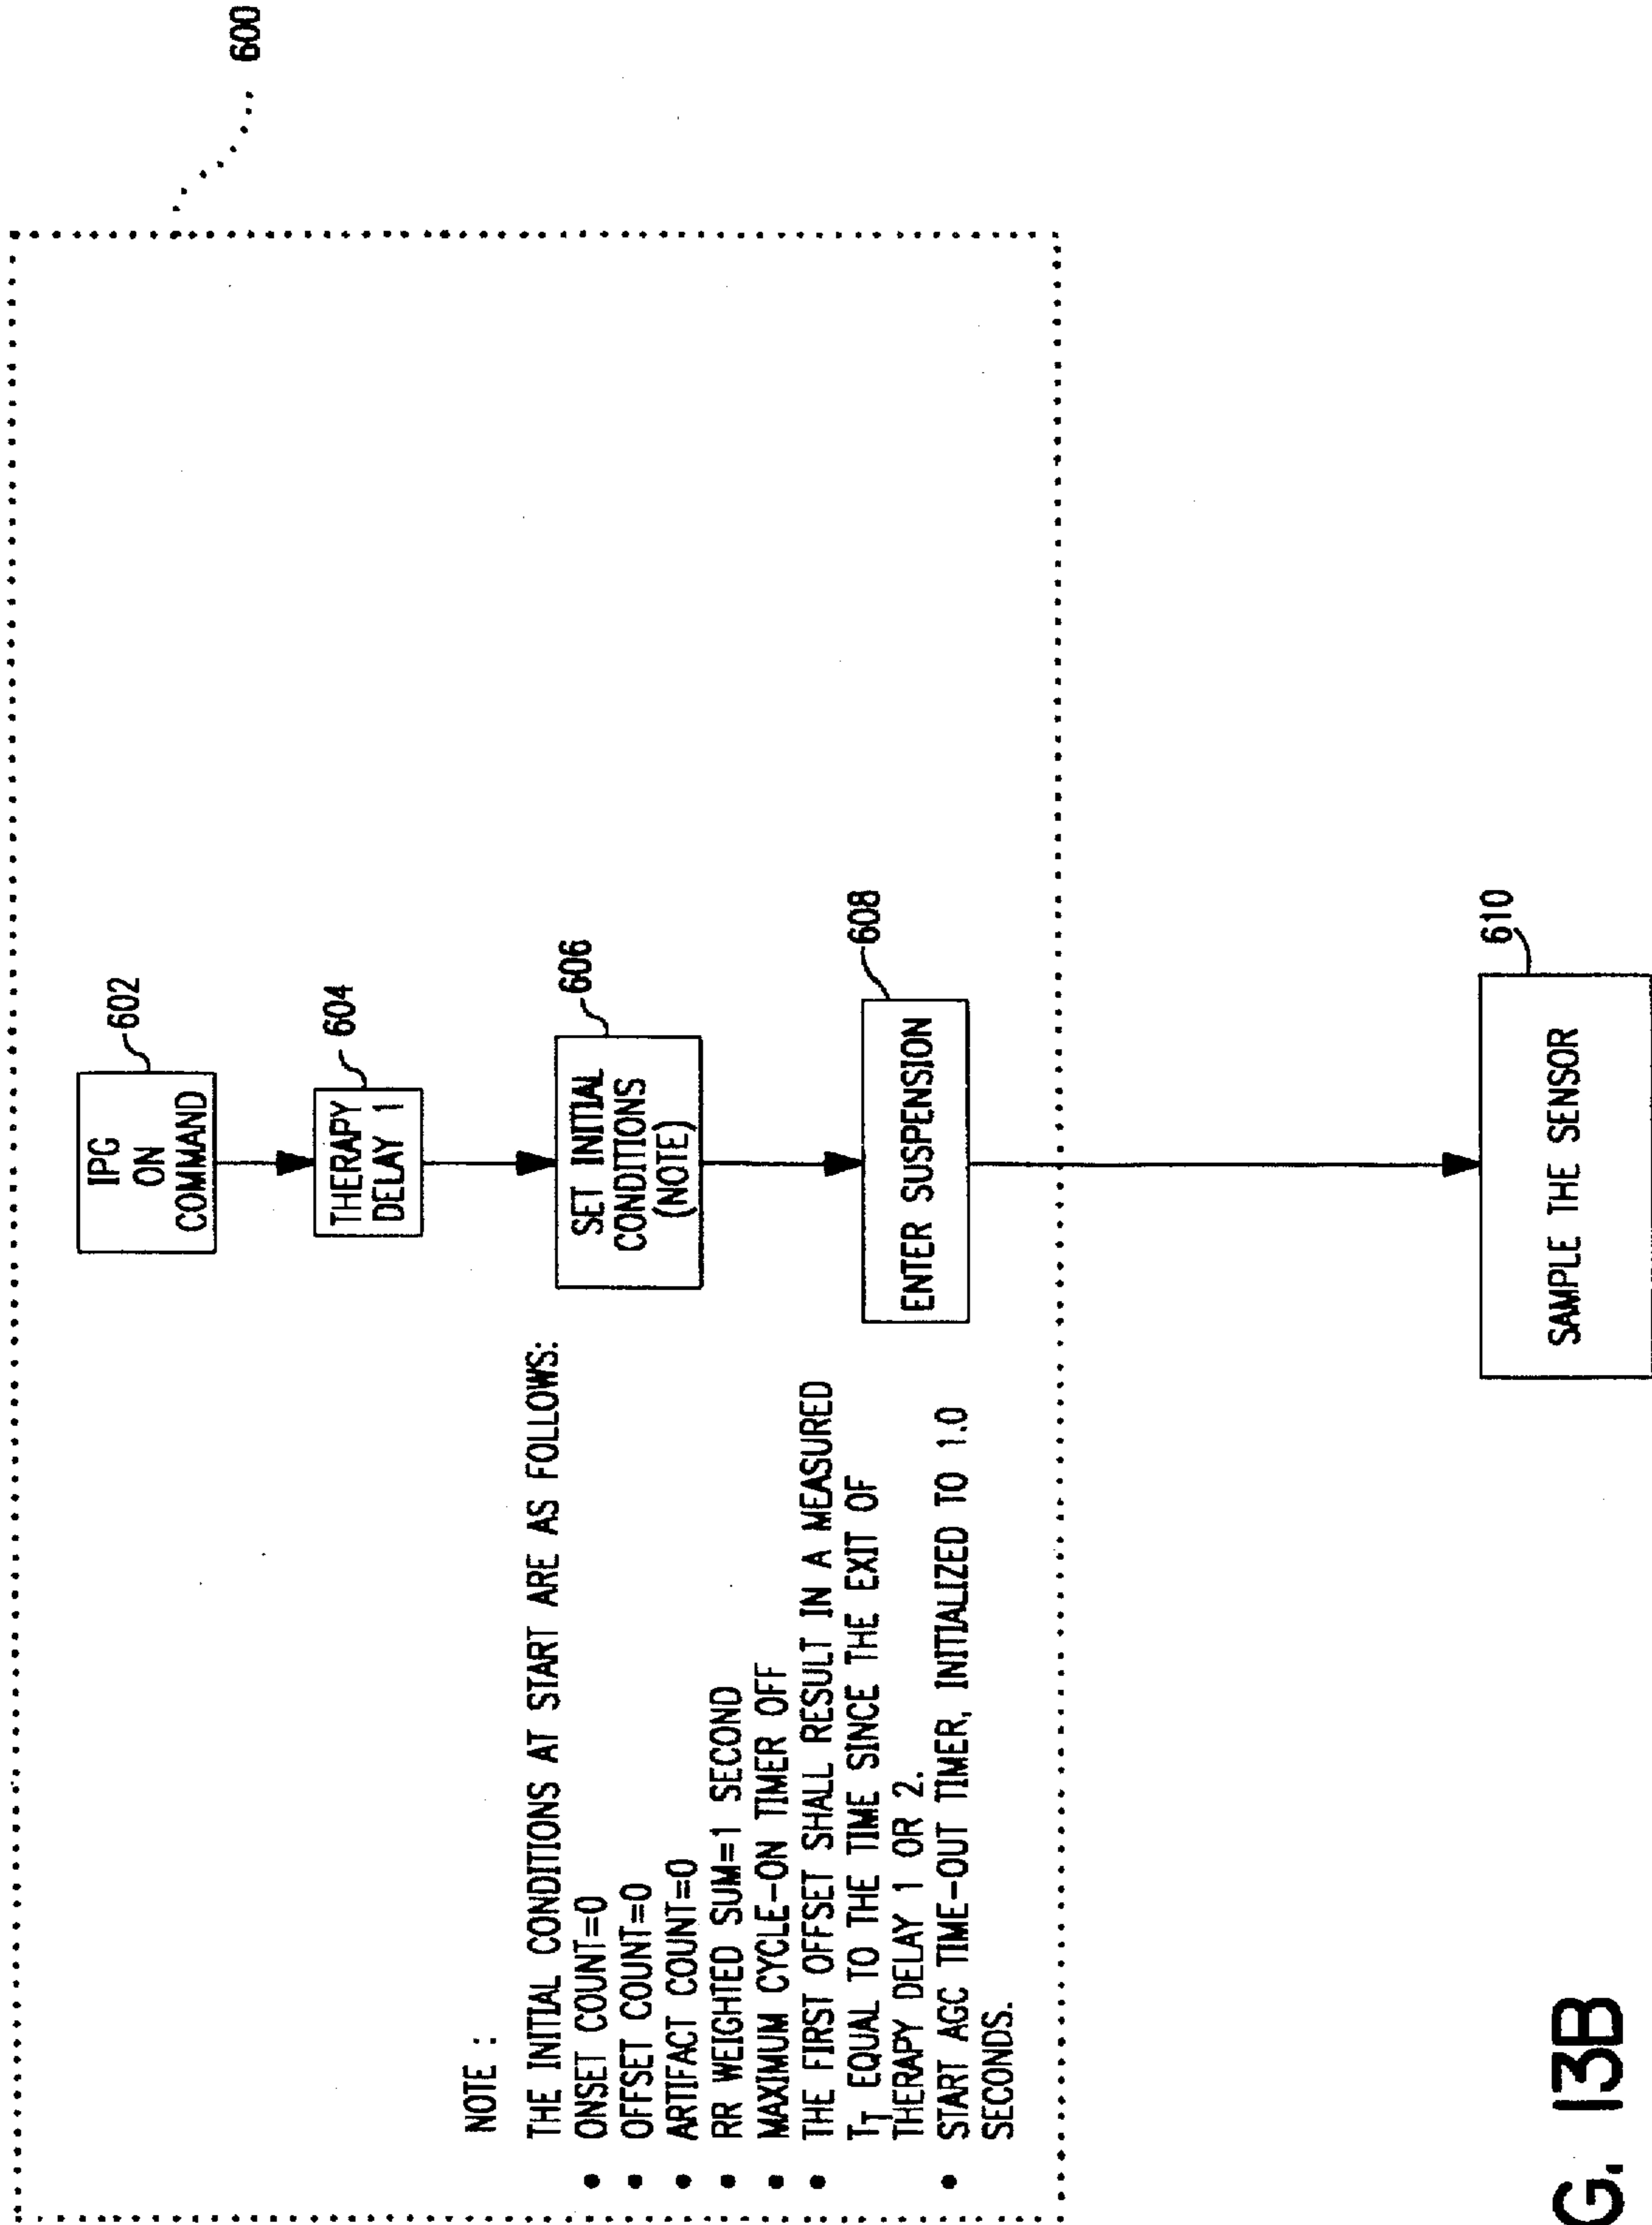 600
IPG
ON
COMMAND
602
THERAPY
DELAY 1
604
NOTE :
THE INITIAL CONDITIONS AT START ARE AS FOLLOWS:
• ONSET COUNT=0
• OFFSET COUNT=0
• ARTIFACT COUNT=0
• RR WEIGHTED SUM=1 SECOND
• MAXIMUM CYCLE-ON TIMER OFF
• THE FIRST OFFSET SHALL RESULT IN A MEASURED
TT EQUAL TO THE TIME SINCE THE EXIT OF
THERAPY DELAY 1 OR 2.
• START AGC TIME-OUT TIMER, INITIALIZED TO 1.0
SECONDS.
SET INITIAL
CONDITIONS
(NOTE)
606
ENTER SUSPENSION
608
SAMPLE THE SENSOR
610
G. 13B